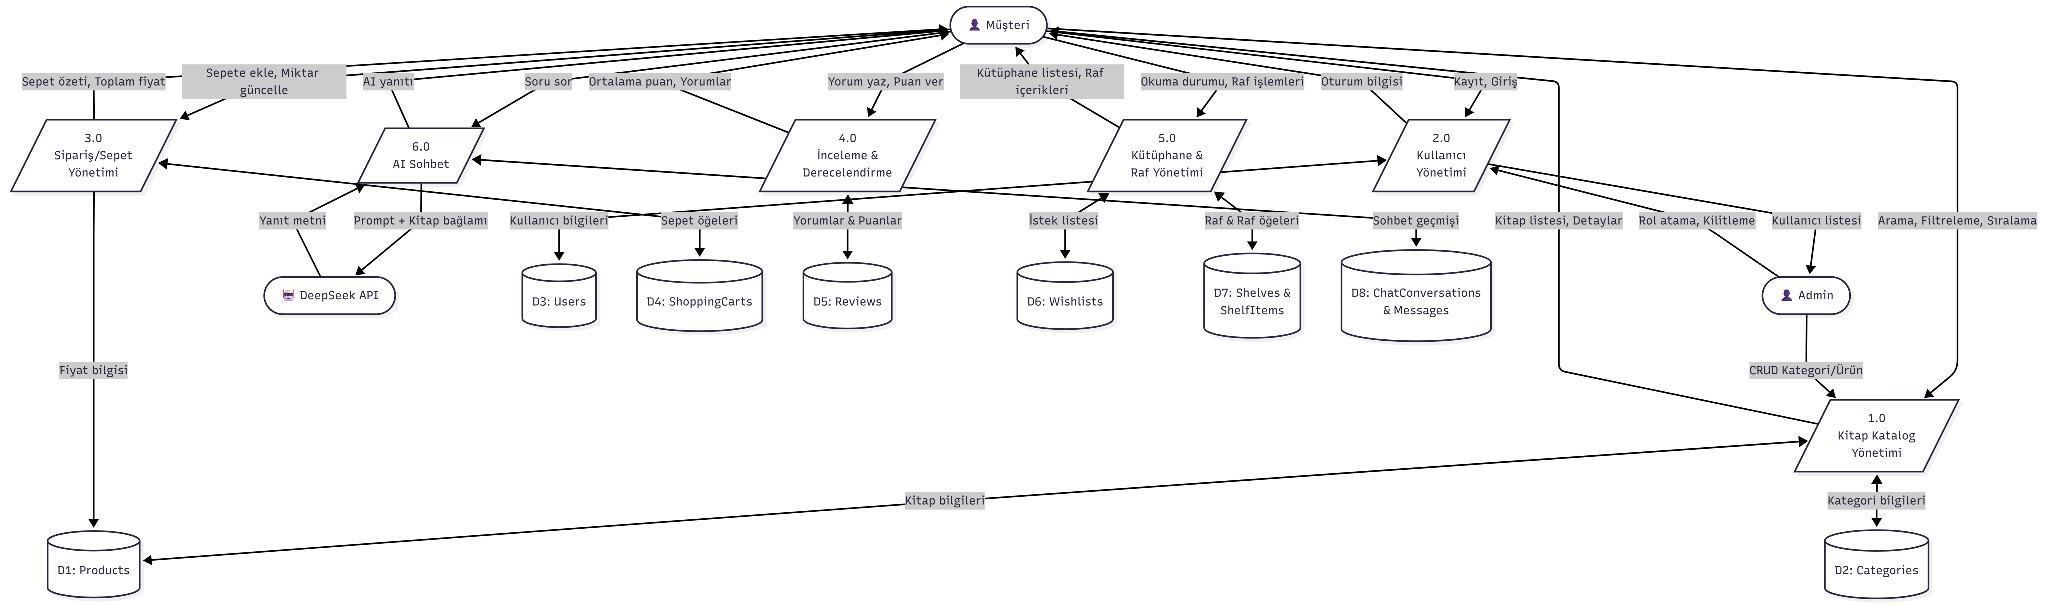 Müşteri
Sepet özeti, Toplam fiyat
Sepete ekle, Miktar
güncelle
AI yanıtı
Soru sor
Ortalama puan, Yorumlar
Yorum yaz, Puan ver
Kütüphane listesi, Raf
içerikleri
Okuma durumu, Raf işlemleri
Oturum bilgisi
Kayıt, Giriş
3.0
Sipariş/Sepet
Yönetimi
6.0
AI Sohbet
4.0
İnceleme &
Derecelendirme
5.0
Kütüphane &
Raf Yönetimi
2.0
Kullanıcı
Yönetimi
Yanıt metni
Prompt + Kitap bağlamı
Kullanıcı bilgileri
Sepet öğeleri
Yorumlar & Puanlar
İstek listesi
Raf & Raf öğeleri
Sohbet geçmişi
Kitap listesi, Detaylar
Rol atama, Kilitleme
Kullanıcı listesi
Arama, Filtreleme, Sıralama
DeepSeek API
D3: Users
D4: ShoppingCarts
D5: Reviews
D6: Wishlists
D7: Shelves &
ShelfItems
D8: ChatConversations
& Messages
Admin
Fiyat bilgisi
CRUD Kategori/Ürün
1.0
Kitap Katalog
Yönetimi
Kitap bilgileri
Kategori bilgileri
D1: Products
D2: Categories